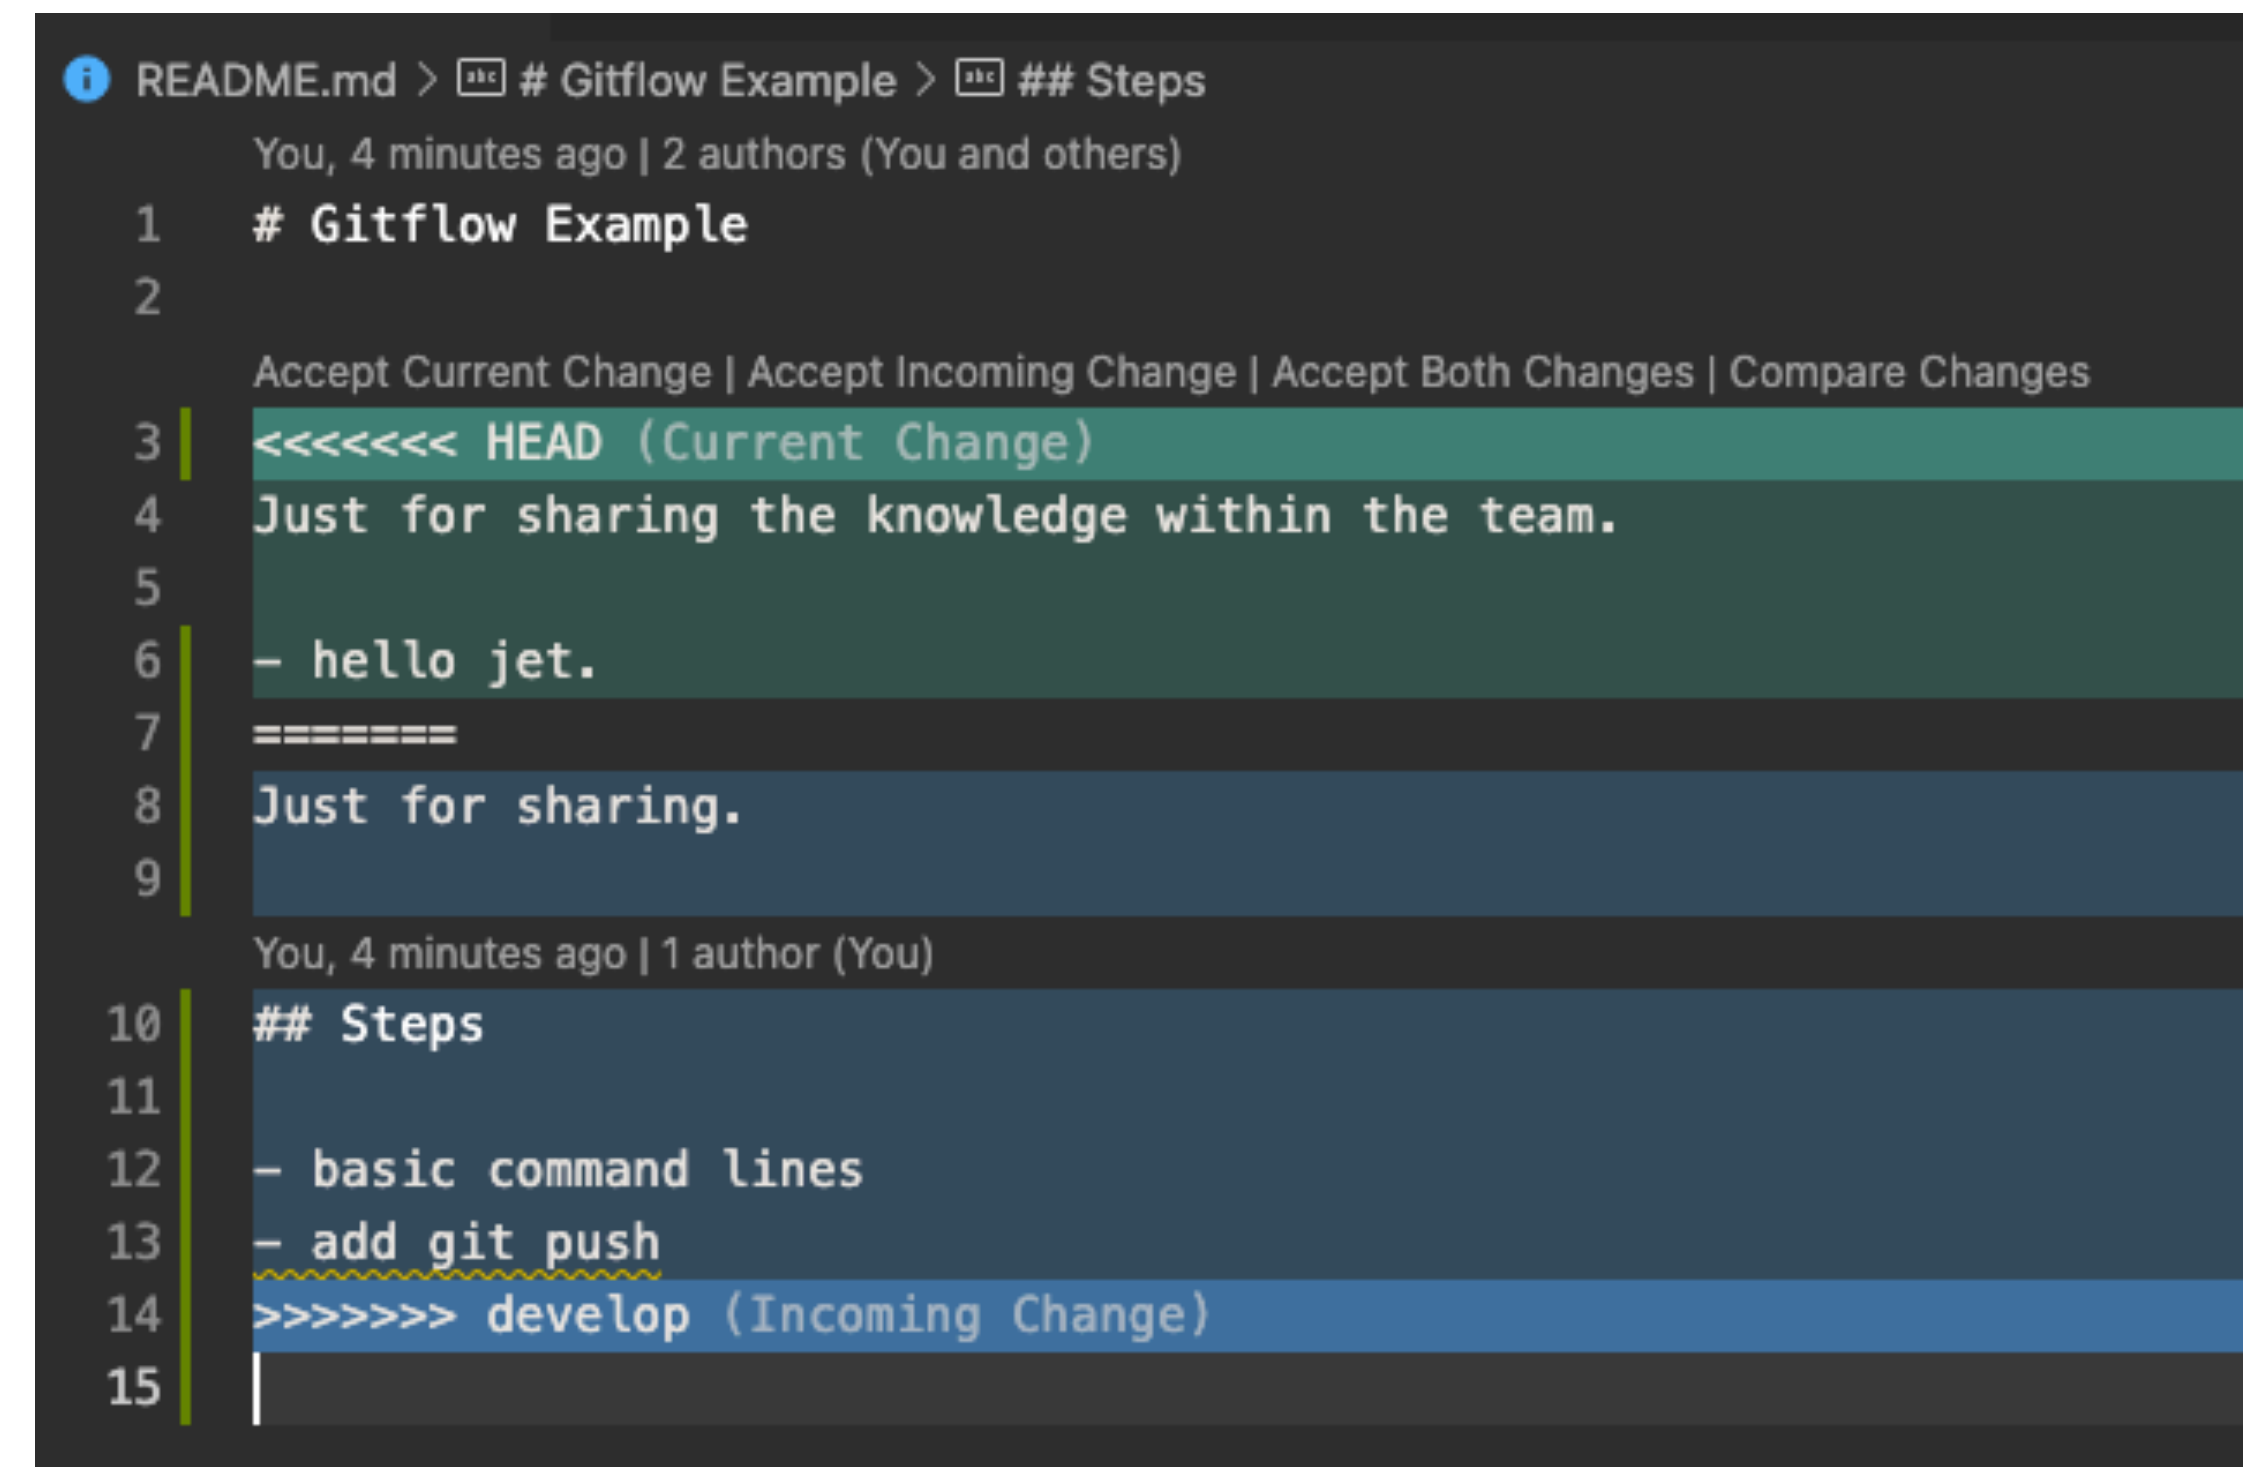 README.md > # Gitflow Example > ## Steps
You, 4 minutes ago | 2 authors (You and others)
1 # Gitflow Example
2
Accept Current Change | Accept Incoming Change | Accept Both Changes | Compare Changes
3 <<<<<<< HEAD (Current Change)
4 Just for sharing the knowledge within the team.
5
6 - hello jet.
7 =======
8 Just for sharing.
9
You, 4 minutes ago | 1 author (You)
10 ## Steps
11
12 - basic command lines
13 - add git push
14 >>>>>>> develop (Incoming Change)
15